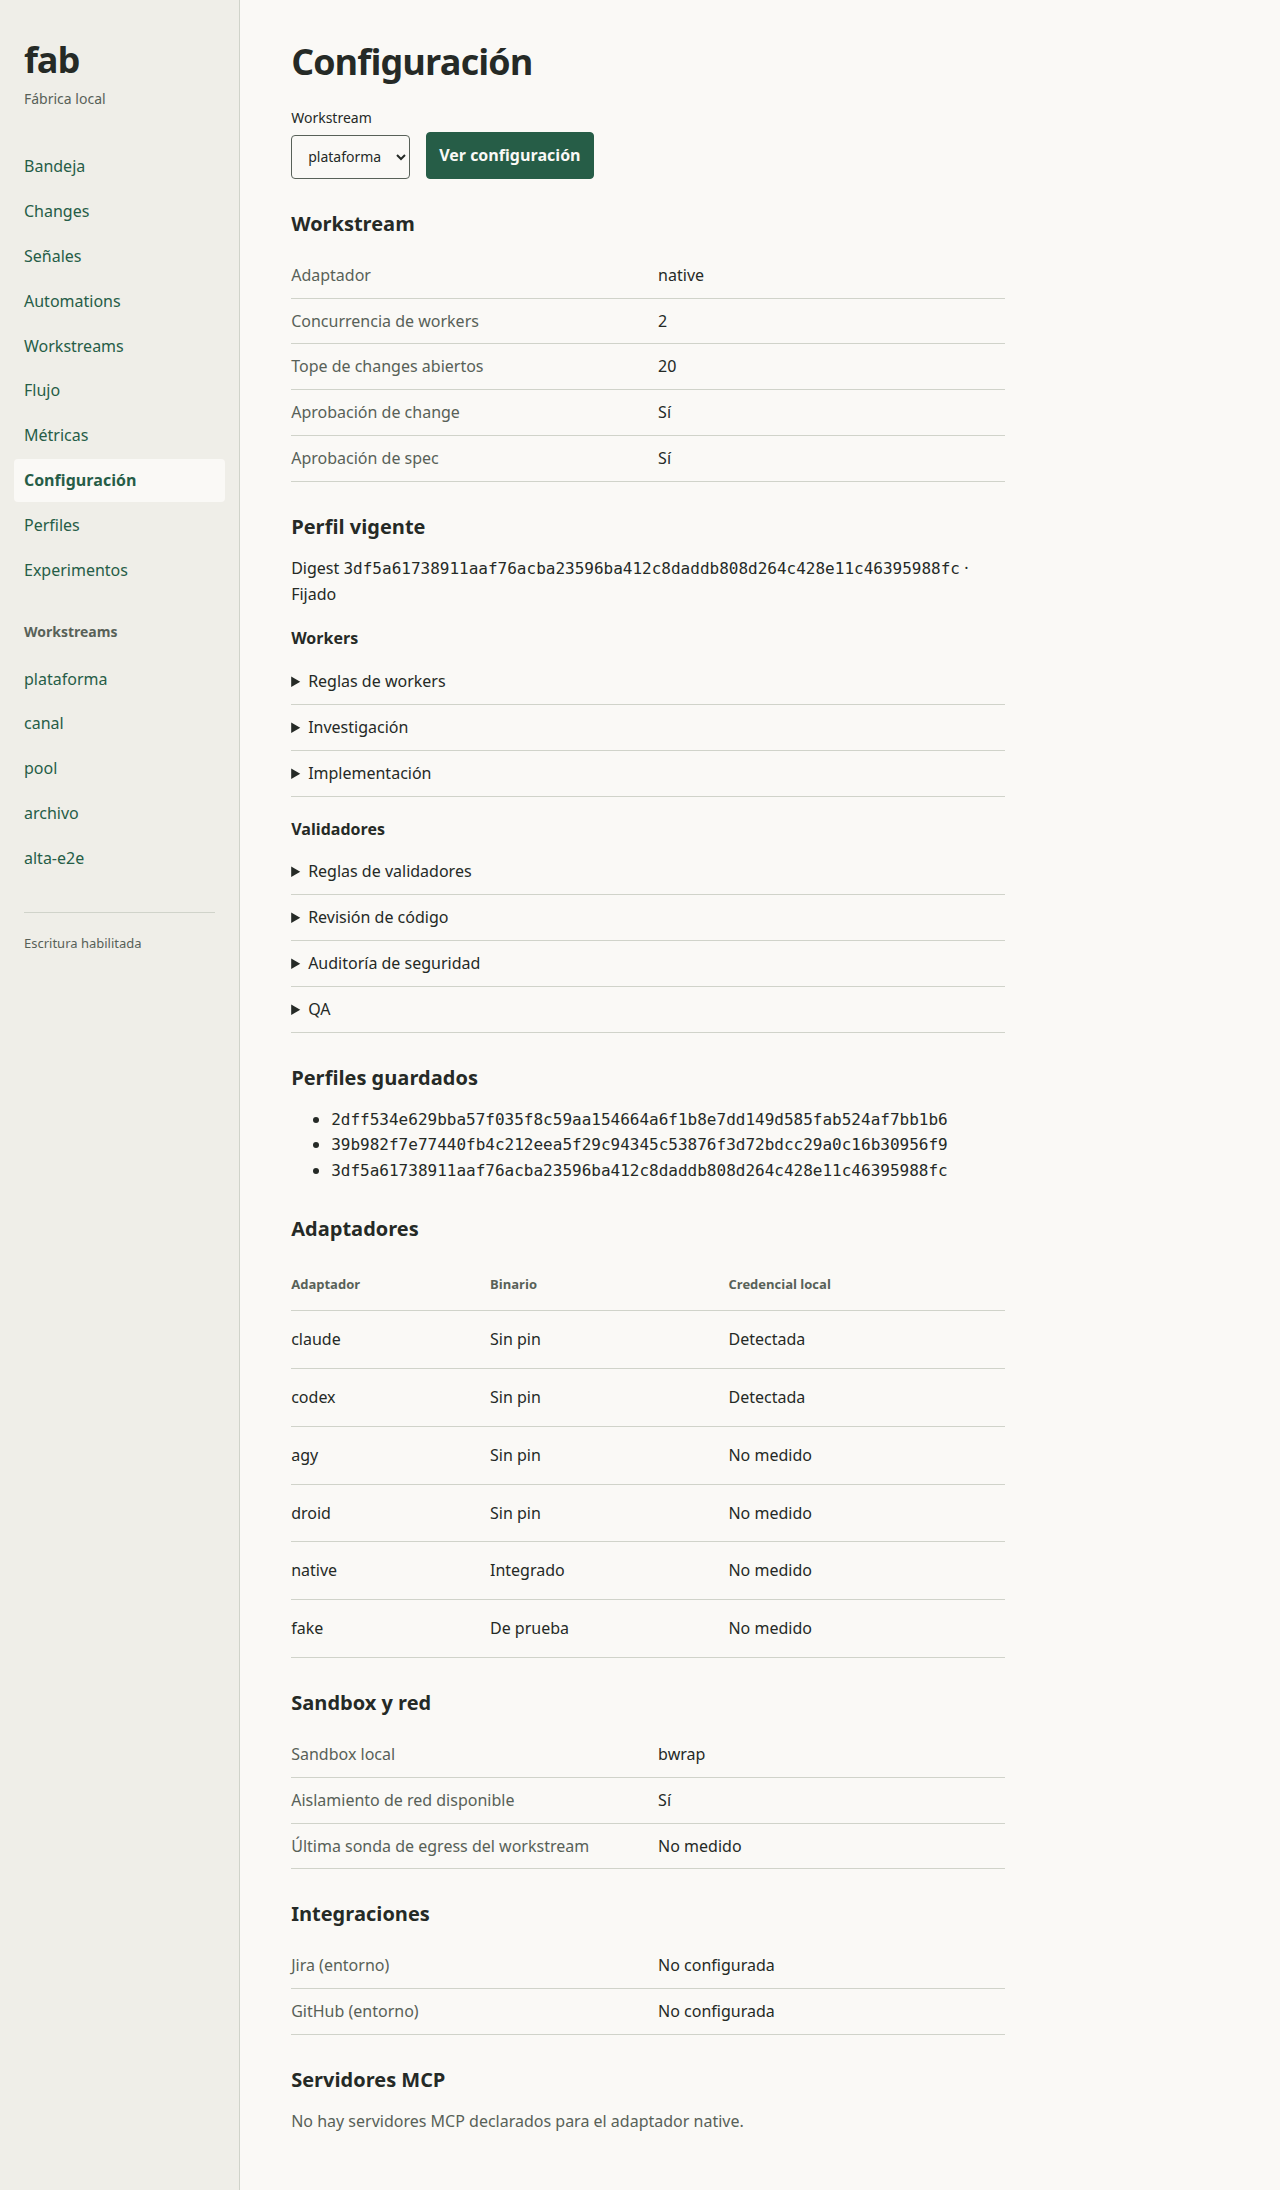 fab
Fábrica local
Bandeja
Changes
Señales
Automations
Workstreams
Flujo
Métricas
Configuración
Perfiles
Experimentos
Workstreams
plataforma
canal
pool
archivo
alta-e2e
Escritura habilitada
Configuración
Workstream
plataforma
Ver configuración
Workstream
Adaptador native
Concurrencia de workers 2
Tope de changes abiertos 20
Aprobación de change Sí
Aprobación de spec Sí
Perfil vigente
Digest 3df5a61738911aaf76acba23596ba412c8daddb808d264c428e11c46395988fc ·
Fijado
Workers
Reglas de workers
Investigación
Implementación
Validadores
Reglas de validadores
Revisión de código
Auditoría de seguridad
QA
Perfiles guardados
2dff534e629bba57f035f8c59aa154664a6f1b8e7dd149d585fab524af7bb1b6
39b982f7e77440fb4c212eea5f29c94345c53876f3d72bdcc29a0c16b30956f9
3df5a61738911aaf76acba23596ba412c8daddb808d264c428e11c46395988fc
Adaptadores
Adaptador Binario Credencial local
claude Sin pin Detectada
codex Sin pin Detectada
agy Sin pin No medido
droid Sin pin No medido
native Integrado No medido
fake De prueba No medido
Sandbox y red
Sandbox local bwrap
Aislamiento de red disponible Sí
Última sonda de egress del workstream No medido
Integraciones
Jira (entorno) No configurada
GitHub (entorno) No configurada
Servidores MCP
No hay servidores MCP declarados para el adaptador native.